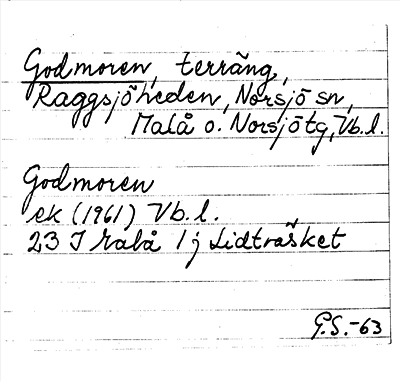 Godmoren, terräng,
Raggsjöheden, Norsjö sn,
Malå o. Norsjö tg, Vb.l.
Godmoren
ek (1961) Vb.l.
23 I Malå 1 j Lidträsket
G.S.-63